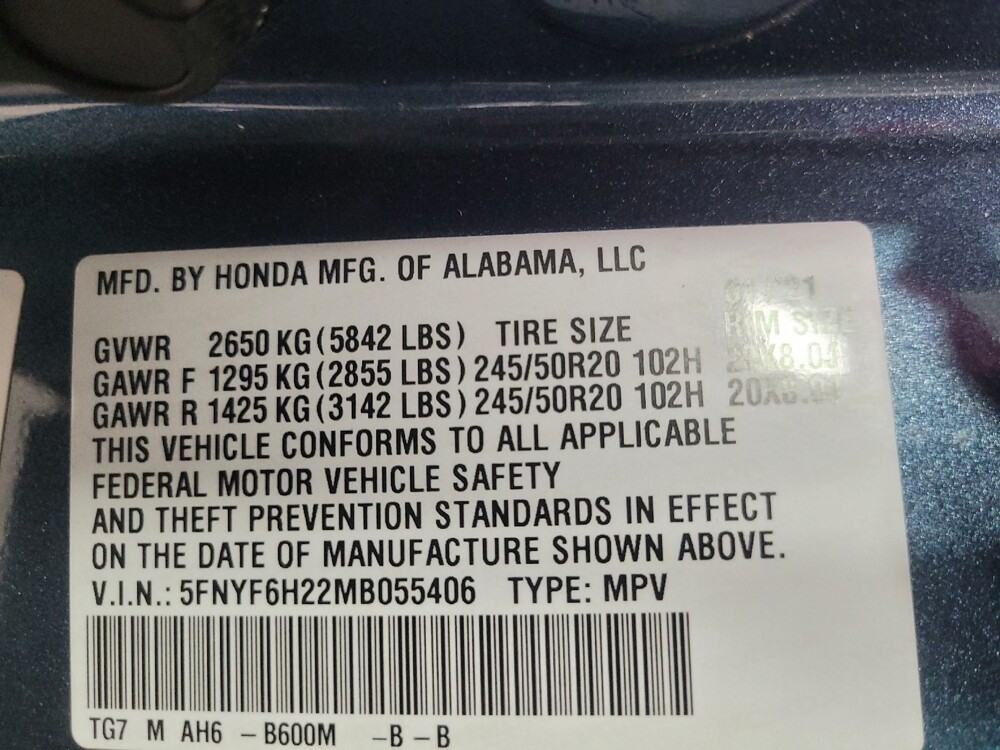 MFD. BY HONDA MFG. OF ALABAMA, LLC
GVWR 2650 KG (5842 LBS) TIRE SIZE RIM SIZE
GAWR F 1295 KG (2855 LBS) 245/50R20 102H
GAWR R 1425 KG (3142 LBS) 245/50R20 102H
THIS VEHICLE CONFORMS TO ALL APPLICABLE
FEDERAL MOTOR VEHICLE SAFETY
AND THEFT PREVENTION STANDARDS IN EFFECT
ON THE DATE OF MANUFACTURE SHOWN ABOVE.
V.I.N.: 5FNYF6H22MB055406 TYPE: MPV
TG7 M AH6 - B600M - B - B